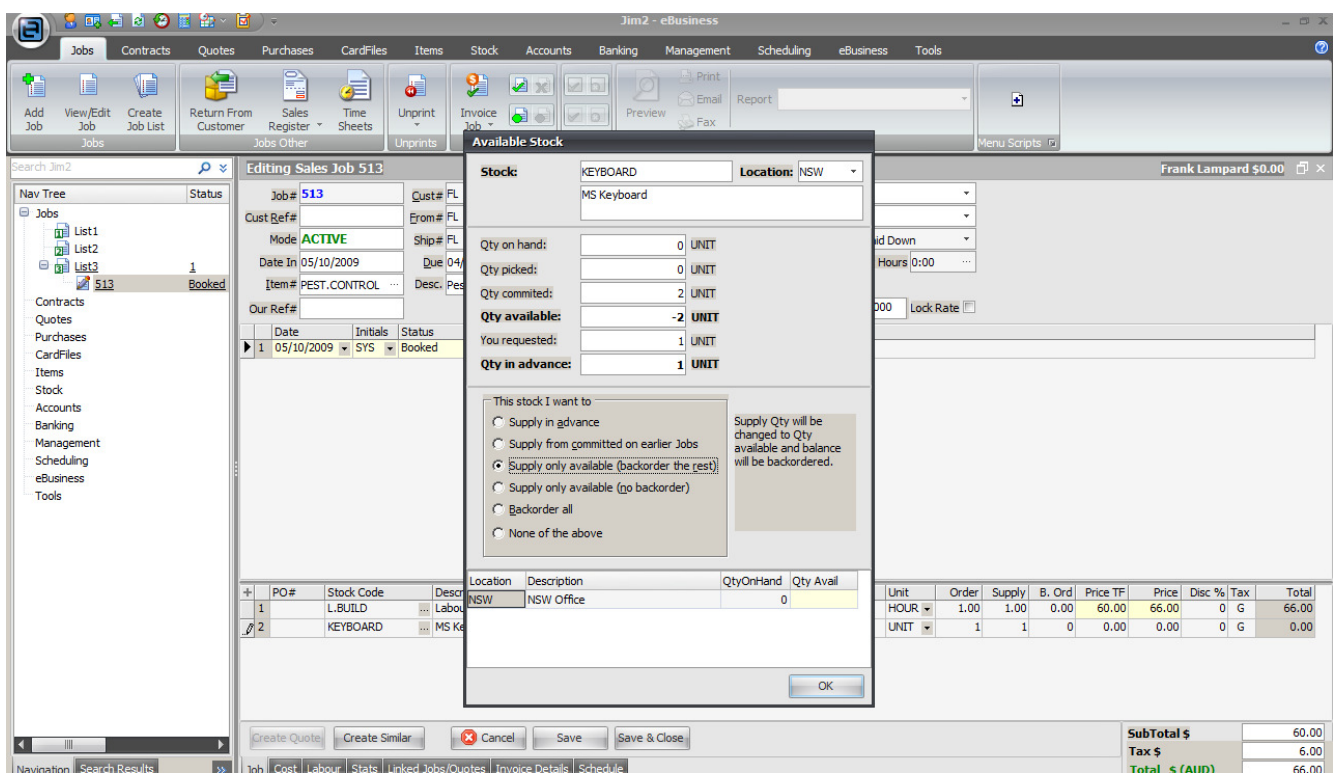 Jim2 - eBusiness
Jobs Contracts Quotes Purchases CardFiles Items Stock Accounts Banking Management Scheduling eBusiness Tools
Add Job View/Edit Job Create Job List Return From Customer Sales Register Time Sheets Unprint Invoice Job Preview Print Email Fax Report
Jobs Jobs Other Unprints Menu Scripts
Search Jim2
Nav Tree Status
Jobs
List1
List2
List3 1
513 Booked
Contracts
Quotes
Purchases
CardFiles
Items
Stock
Accounts
Banking
Management
Scheduling
eBusiness
Tools
Navigation Search Results
Editing Sales Job 513 Frank Lampard $0.00
Job# 513 Cust# FL
Cust Ref# From# FL
Mode ACTIVE Ship# FL
Date In 05/10/2009 Due 04/ Hours 0:00
Item# PEST.CONTROL Desc. Pes
Our Ref# Lock Rate
Date Initials Status
1 05/10/2009 SYS Booked
Available Stock
Stock: KEYBOARD Location: NSW
MS Keyboard
Qty on hand: 0 UNIT
Qty picked: 0 UNIT
Qty commited: 2 UNIT
Qty available: -2 UNIT
You requested: 1 UNIT
Qty in advance: 1 UNIT
This stock I want to
Supply in advance
Supply from committed on earlier Jobs
Supply only available (backorder the rest)
Supply only available (no backorder)
Backorder all
None of the above
Supply Qty will be
changed to Qty
available and balance
will be backordered.
Location Description QtyOnHand Qty Avail
NSW NSW Office 0
OK
PO# Stock Code Descr Unit Order Supply B. Ord Price TF Price Disc % Tax Total
1 L.BUILD Labou HOUR 1.00 1.00 0.00 60.00 66.00 0 G 66.00
2 KEYBOARD MS Ke UNIT 1 1 0 0.00 0.00 0 G 0.00
Create Quote Create Similar Cancel Save Save & Close
SubTotal $ 60.00
Tax $ 6.00
Total $ (AUD) 66.00
Job Cost Labour Stats Linked Jobs/Quotes Invoice Details Schedule